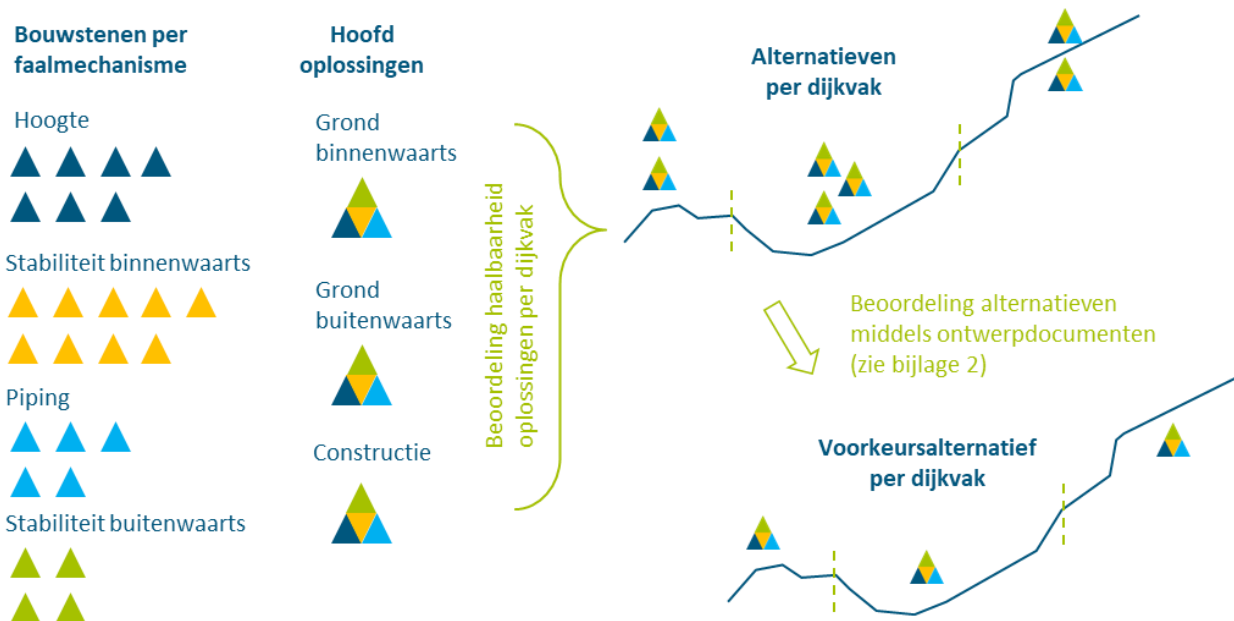 Bouwstenen per
faalmechanisme
Hoogte
Stabiliteit binnenwaarts
Piping
Stabiliteit buitenwaarts
Hoofd
oplossingen
Grond
binnenwaarts
Grond
buitenwaarts
Constructie
Beoordeling haalbaarheid
oplossingen per dijkvak
Alternatieven
per dijkvak
Beoordeling alternatieven
middels ontwerpdocumenten
(zie bijlage 2)
Voorkeursalternatief
per dijkvak